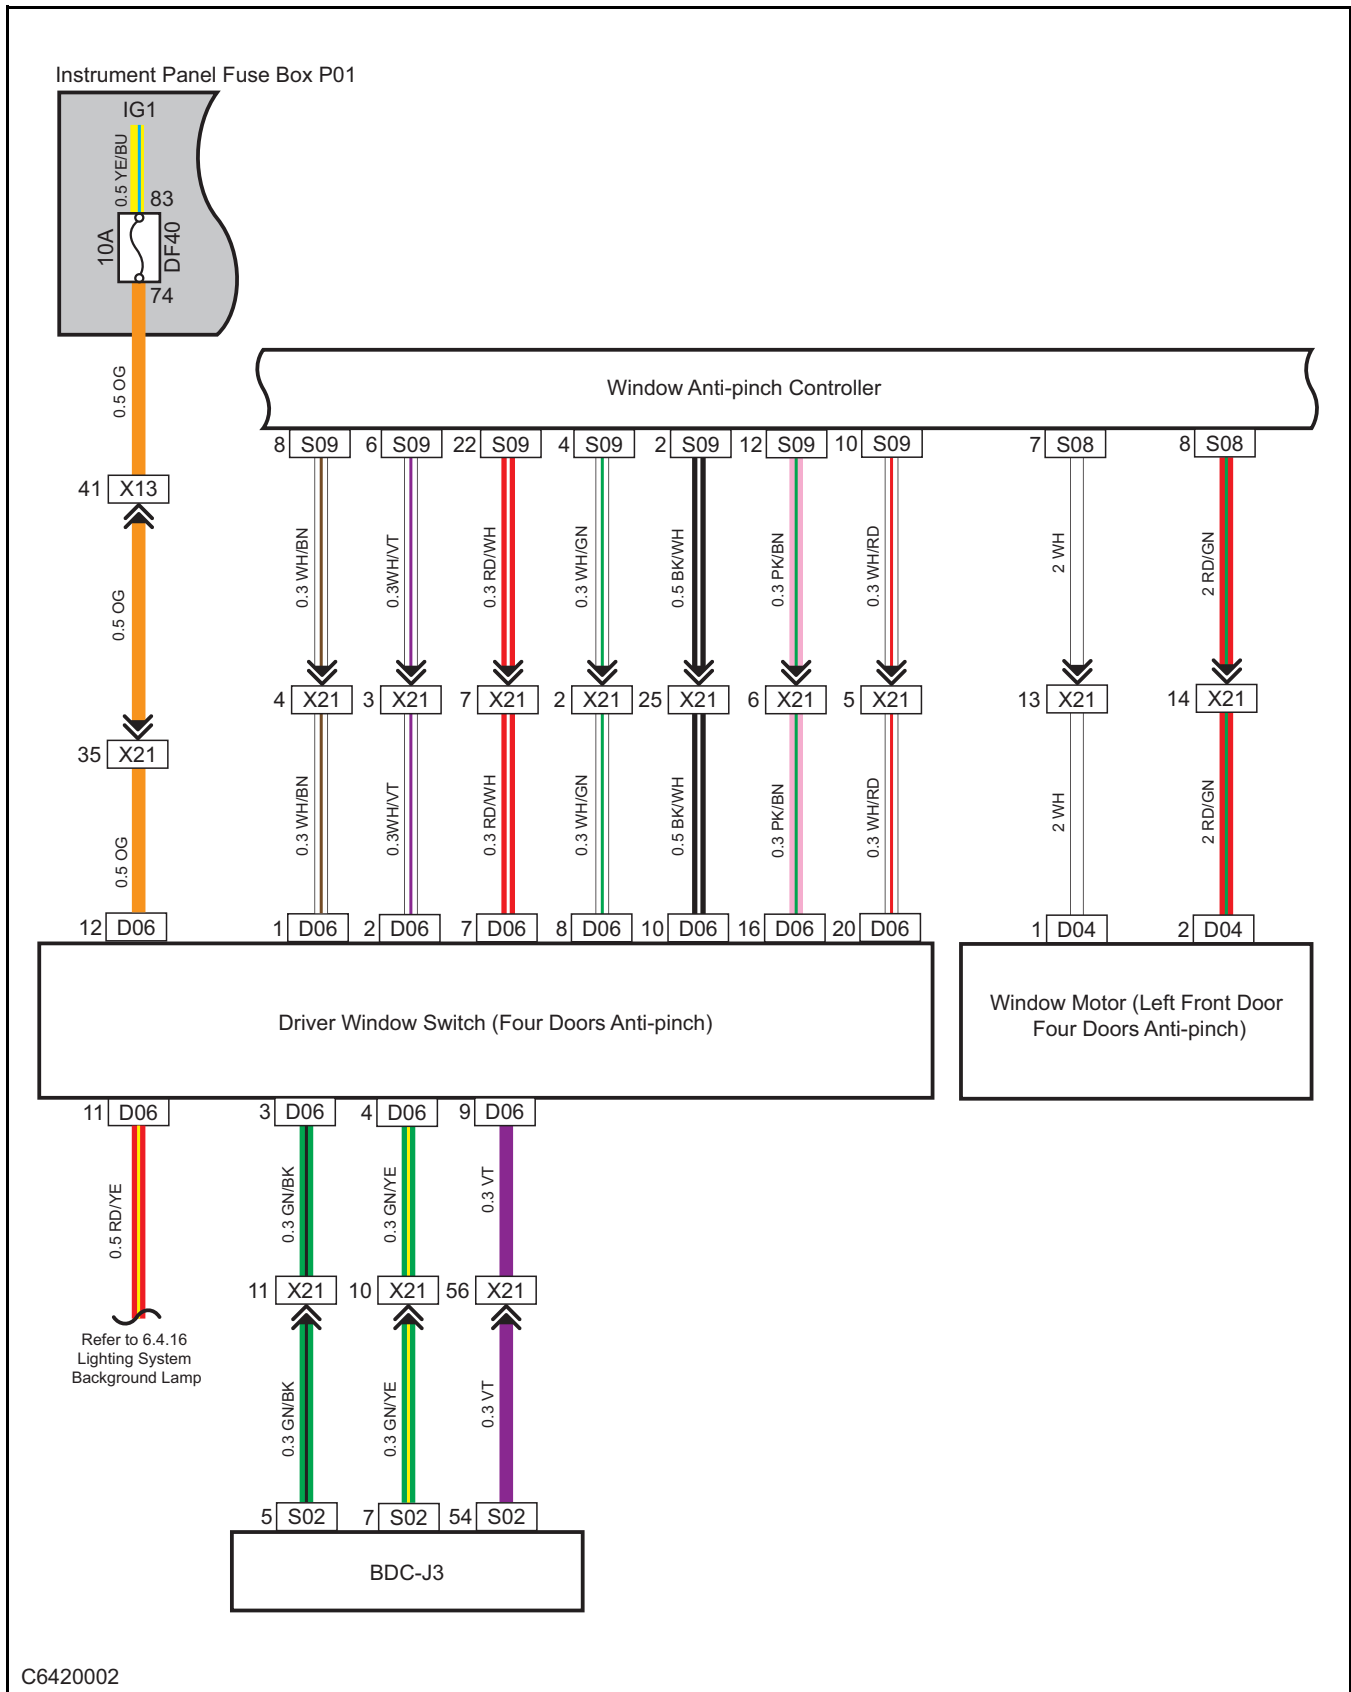 Instrument Panel Fuse Box P01
IG1
0.5 YE/BU
83
10A
DF40
74
0.5 OG
41 X13
0.5 OG
35 X21
0.5 OG
12 D06
Window Anti-pinch Controller
8 S09 6 S09 22 S09 4 S09 2 S09 12 S09 10 S09 7 S08 8 S08
0.3 WH/BN 0.3WH/VT 0.3 RD/WH 0.3 WH/GN 0.5 BK/WH 0.3 PK/BN 0.3 WH/RD 2 WH 2 RD/GN
4 X21 3 X21 7 X21 2 X21 25 X21 6 X21 5 X21 13 X21 14 X21
0.3 WH/BN 0.3WH/VT 0.3 RD/WH 0.3 WH/GN 0.5 BK/WH 0.3 PK/BN 0.3 WH/RD 2 WH 2 RD/GN
1 D06 2 D06 7 D06 8 D06 10 D06 16 D06 20 D06 1 D04 2 D04
Driver Window Switch (Four Doors Anti-pinch)
Window Motor (Left Front Door
Four Doors Anti-pinch)
11 D06 3 D06 4 D06 9 D06
0.5 RD/YE 0.3 GN/BK 0.3 GN/YE 0.3 VT
11 X21 10 X21 56 X21
Refer to 6.4.16
Lighting System
Background Lamp
0.3 GN/BK 0.3 GN/YE 0.3 VT
5 S02 7 S02 54 S02
BDC-J3
C6420002